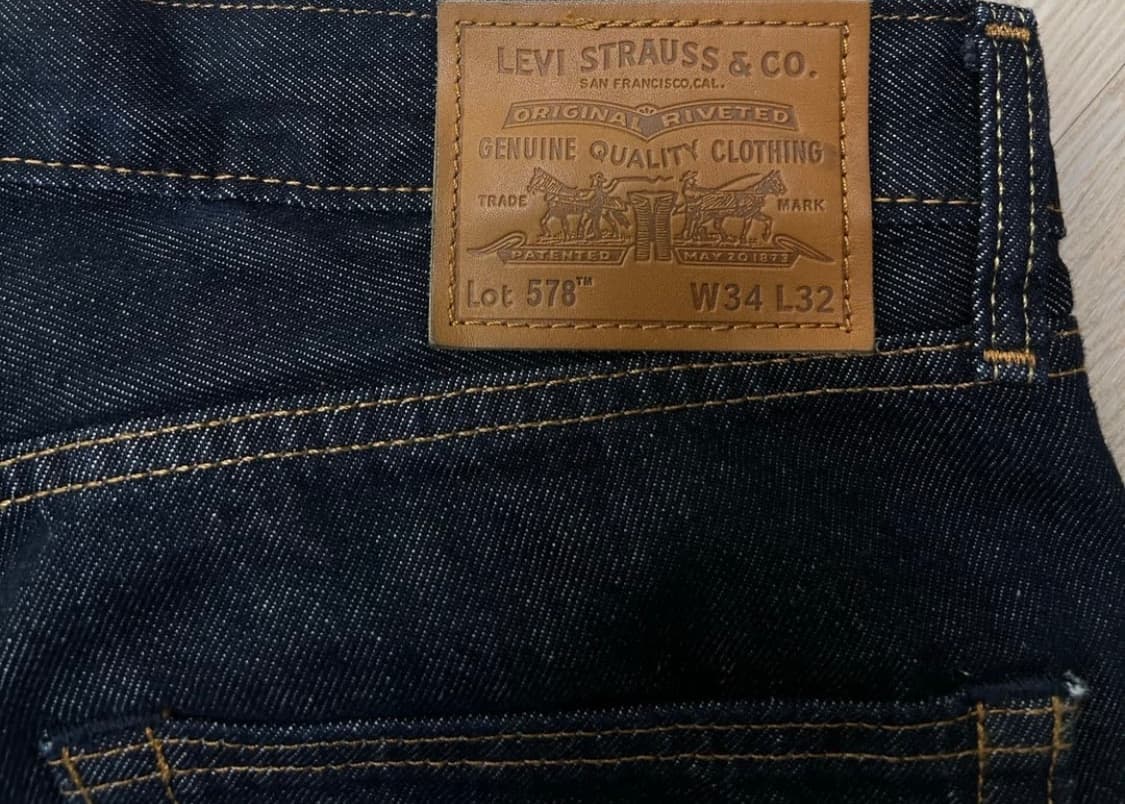 LEVI STRAUSS & CO.
SAN FRANCISCO, CAL.
ORIGINAL RIVETED
GENUINE QUALITY CLOTHING
TRADE MARK
PATENTED MAY 20 1873
Lot 578™ W34 L32